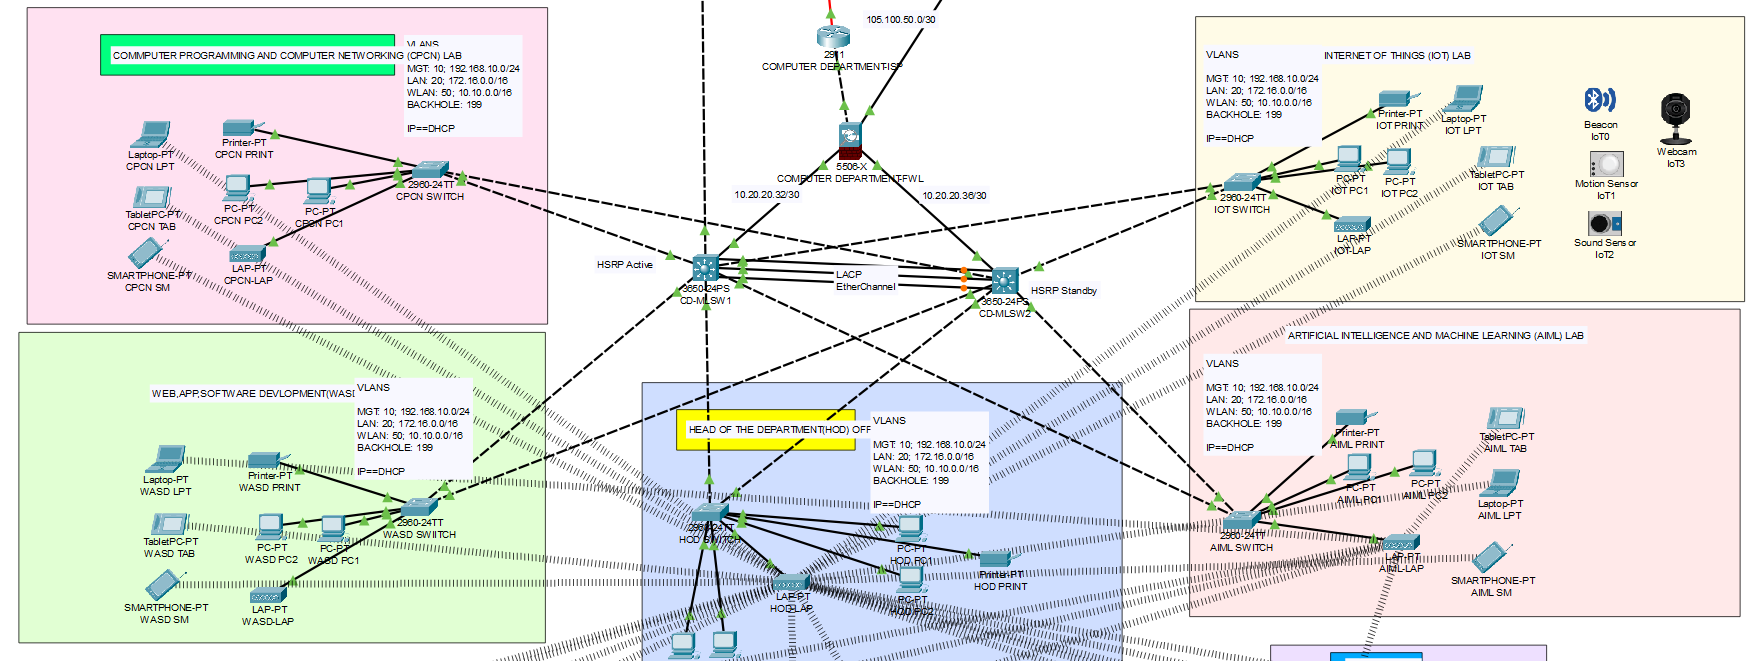 COMMPUTER PROGRAMMING AND COMPUTER NETWORKING (CPCN) LAB
VLANS
MGT: 10; 192.168.10.0/24
LAN: 20; 172.16.0.0/16
WLAN: 50; 10.10.0.0/16
BACKHOLE: 199
IP==DHCP
Laptop-PT
CPCN LPT
Printer-PT
CPCN PRINT
2960-24TT
CPCN SWITCH
TabletPC-PT
CPCN TAB
PC-PT
CPCN PC2
PC-PT
CPCN PC1
SMARTPHONE-PT
CPCN SM
LAP-PT
CPCN-LAP
105.100.50.0/30
2911
COMPUTER DEPARTMENT-ISP
5506-X
COMPUTER DEPARTMENT-FWL
10.20.20.32/30
10.20.20.36/30
HSRP Active
3650-24PS
CD-MLSW1
LACP
EtherChannel
3650-24PS
CD-MLSW2
HSRP Standby
VLANS
INTERNET OF THINGS (IOT) LAB
MGT: 10; 192.168.10.0/24
LAN: 20; 172.16.0.0/16
WLAN: 50; 10.10.0.0/16
BACKHOLE: 199
IP==DHCP
Printer-PT
IOT PRINT
Laptop-PT
IOT LPT
Beacon
IoT0
Webcam
IoT3
2960-24TT
IOT SWITCH
PC-PT
IOT PC1
PC-PT
IOT PC2
TabletPC-PT
IOT TAB
Motion Sensor
IoT1
LAP-PT
IOT-LAP
SMARTPHONE-PT
IOT SM
Sound Sensor
IoT2
WEB,APP,SOFTWARE DEVLOPMENT(WASD
VLANS
MGT: 10; 192.168.10.0/24
LAN: 20; 172.16.0.0/16
WLAN: 50; 10.10.0.0/16
BACKHOLE: 199
IP==DHCP
Laptop-PT
WASD LPT
Printer-PT
WASD PRINT
2960-24TT
WASD SWIITCH
TabletPC-PT
WASD TAB
PC-PT
WASD PC2
PC-PT
WASD PC1
SMARTPHONE-PT
WASD SM
LAP-PT
WASD-LAP
HEAD OF THE DEPARTMENT(HOD) OFF
VLANS
MGT: 10; 192.168.10.0/24
LAN: 20; 172.16.0.0/16
WLAN: 50; 10.10.0.0/16
BACKHOLE: 199
IP==DHCP
2960-24TT
HOD SWITCH
PC-PT
HOD PC1
Printer-PT
HOD PRINT
LAP-PT
HOD-LAP
PC-PT
HOD PC2
ARTIFICIAL INTELLIGENCE AND MACHINE LEARNING (AIML) LAB
VLANS
MGT: 10; 192.168.10.0/24
LAN: 20; 172.16.0.0/16
WLAN: 50; 10.10.0.0/16
BACKHOLE: 199
IP==DHCP
Printer-PT
AIML PRINT
TabletPC-PT
AIML TAB
PC-PT
AIML PC1
PC-PT
AIML PC2
Laptop-PT
AIML LPT
2960-24TT
AIML SWITCH
LAP-PT
AIML-LAP
SMARTPHONE-PT
AIML SM